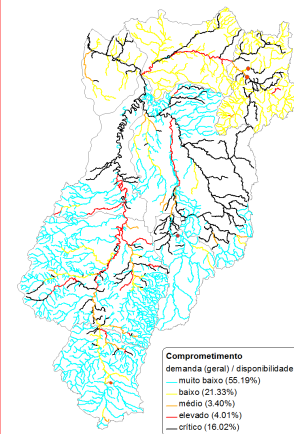 Comprometimento
demanda (geral) / disponibilidade
muito baixo (55.19%)
baixo (21.33%)
médio (3.40%)
elevado (4.01%)
crítico (16.02%)